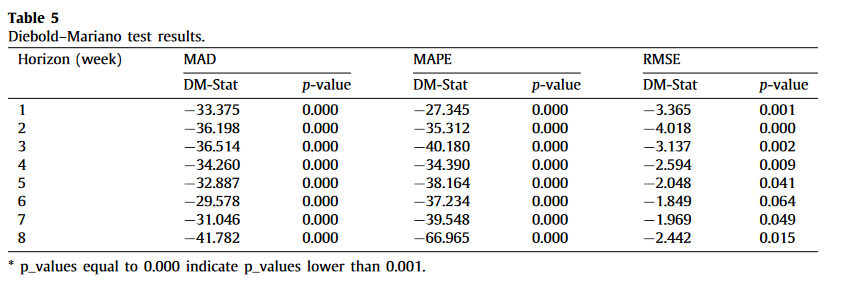 Table 5
Diebold–Mariano test results.
Horizon (week) MAD MAPE RMSE
DM-Stat p-value DM-Stat p-value DM-Stat p-value
1 −33.375 0.000 −27.345 0.000 −3.365 0.001
2 −36.198 0.000 −35.312 0.000 −4.018 0.000
3 −36.514 0.000 −40.180 0.000 −3.137 0.002
4 −34.260 0.000 −34.390 0.000 −2.594 0.009
5 −32.887 0.000 −38.164 0.000 −2.048 0.041
6 −29.578 0.000 −37.234 0.000 −1.849 0.064
7 −31.046 0.000 −39.548 0.000 −1.969 0.049
8 −41.782 0.000 −66.965 0.000 −2.442 0.015
* p_values equal to 0.000 indicate p_values lower than 0.001.